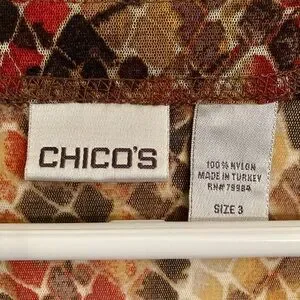 CHICO'S
100% NYLON
MADE IN TURKEY
RN# 79984
SIZE 3